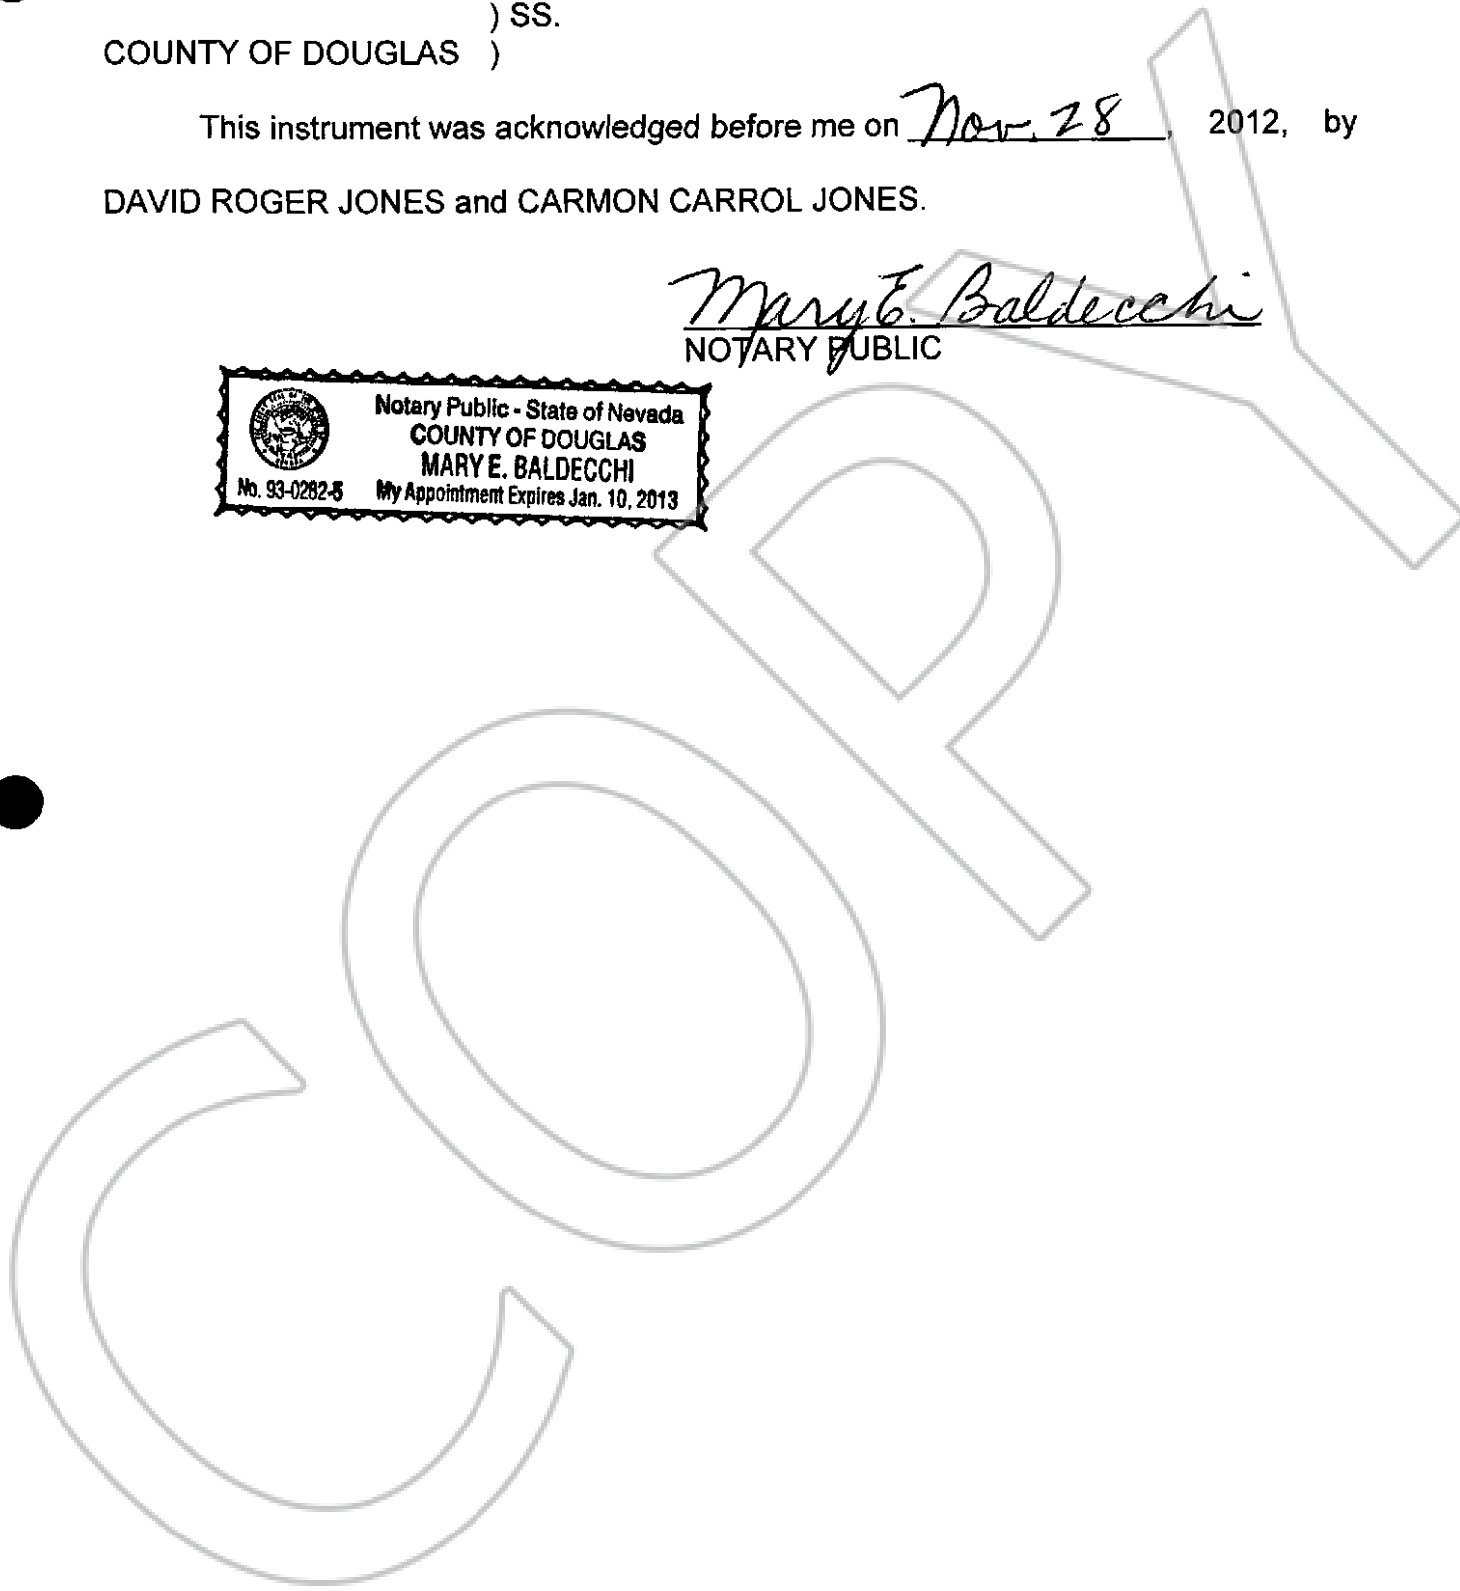 ) SS.
COUNTY OF DOUGLAS )
This instrument was acknowledged before me on Nov. 28, 2012, by
DAVID ROGER JONES and CARMON CARROL JONES.
Mary E. Baldecchi
NOTARY PUBLIC
Notary Public - State of Nevada
COUNTY OF DOUGLAS
MARY E. BALDECCHI
No. 93-0282-5 My Appointment Expires Jan. 10, 2013
COPY